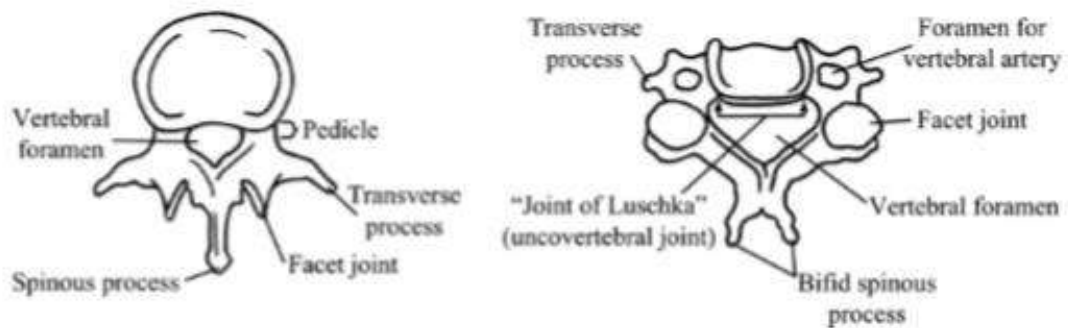 Vertebral
foramen
Pedicle
Transverse
process
Facet joint
Spinous process
Transverse
process
Foramen for
vertebral artery
Facet joint
"Joint of Luschka"
(uncovertebral joint)
Vertebral foramen
Bifid spinous
process